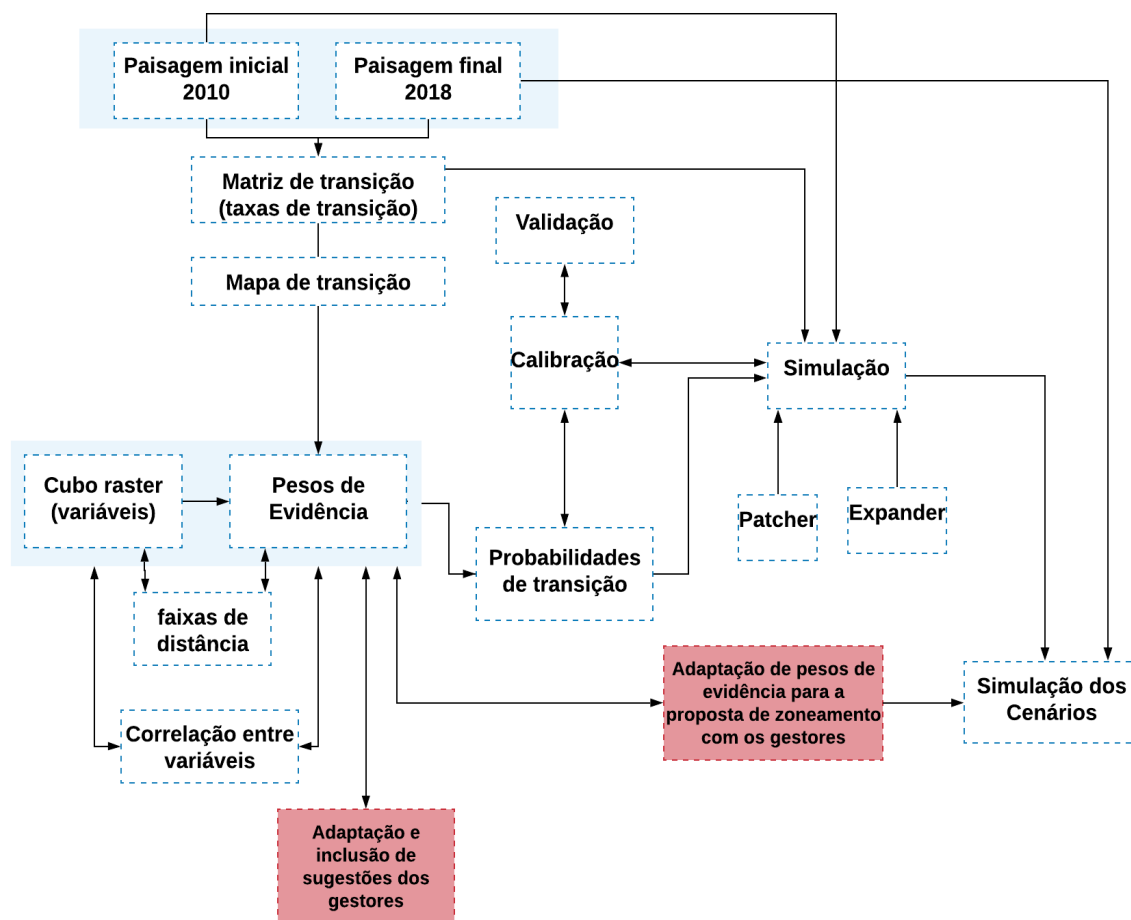 Paisagem inicial
2010
Paisagem final
2018
Matriz de transição
(taxas de transição)
Validação
Mapa de transição
Calibração
Simulação
Cubo raster
(variáveis)
Pesos de
Evidência
Patcher
Expander
Probabilidades
de transição
faixas de
distância
Adaptação de pesos de
evidência para a
proposta de zoneamento
com os gestores
Simulação dos
Cenários
Correlação entre
variáveis
Adaptação e
inclusão de
sugestões dos
gestores